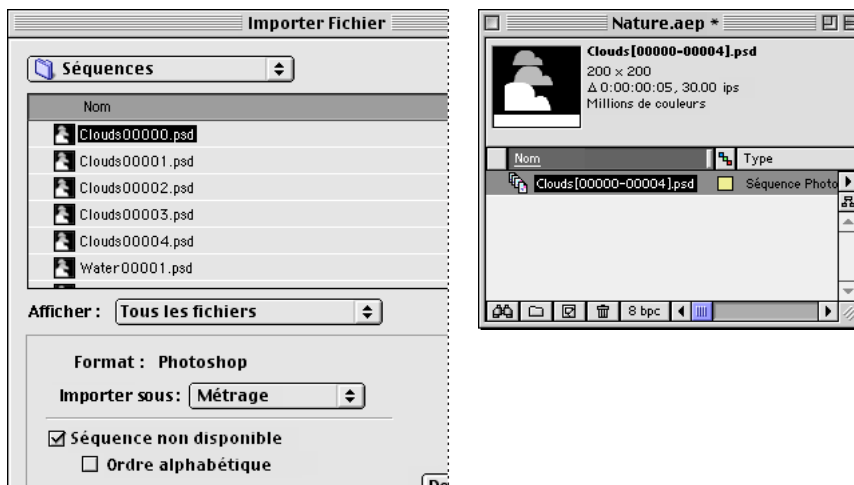 Importer Fichier
Séquences
Nom
Clouds00000.psd
Clouds00001.psd
Clouds00002.psd
Clouds00003.psd
Clouds00004.psd
Water00001.psd
Afficher : Tous les fichiers
Format : Photoshop
Importer sous: Métrage
Séquence non disponible
Ordre alphabétique
Nature.aep *
Clouds[00000-00004].psd
200 × 200
Δ 0:00:00:05, 30.00 ips
Millions de couleurs
Nom Type
Clouds[00000-00004].psd Séquence Photo
8 bpc